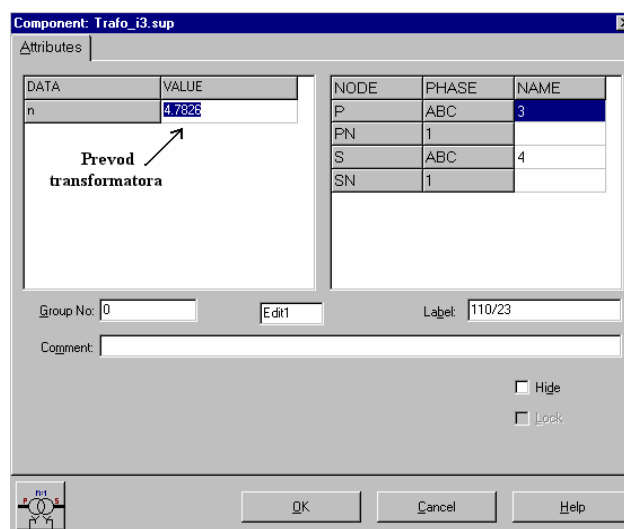 Component: Trafo_i3.sup
Attributes
DATA VALUE
n 4.7826
Prevod
transformatora
NODE PHASE NAME
P ABC 3
PN 1
S ABC 4
SN 1
Group No: 0
Edit1
Label: 110/23
Comment:
Hide
Lock
n:1
P S
OK Cancel Help